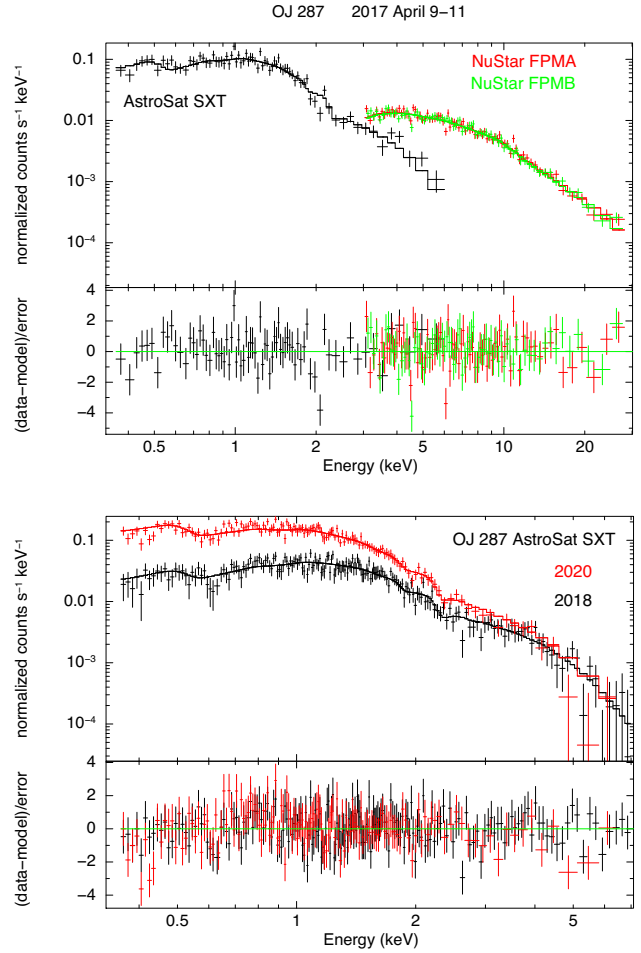 OJ 287 2017 April 9−11
normalized counts s⁻¹ keV⁻¹
0.1
0.01
10⁻³
10⁻⁴
AstroSat SXT
NuStar FPMA
NuStar FPMB
(data−model)/error
4
2
0
−2
−4
0.5 1 2 5 10 20
Energy (keV)
normalized counts s⁻¹ keV⁻¹
0.1
0.01
10⁻³
10⁻⁴
OJ 287 AstroSat SXT
2020
2018
(data−model)/error
4
2
0
−2
−4
0.5 1 2 5
Energy (keV)